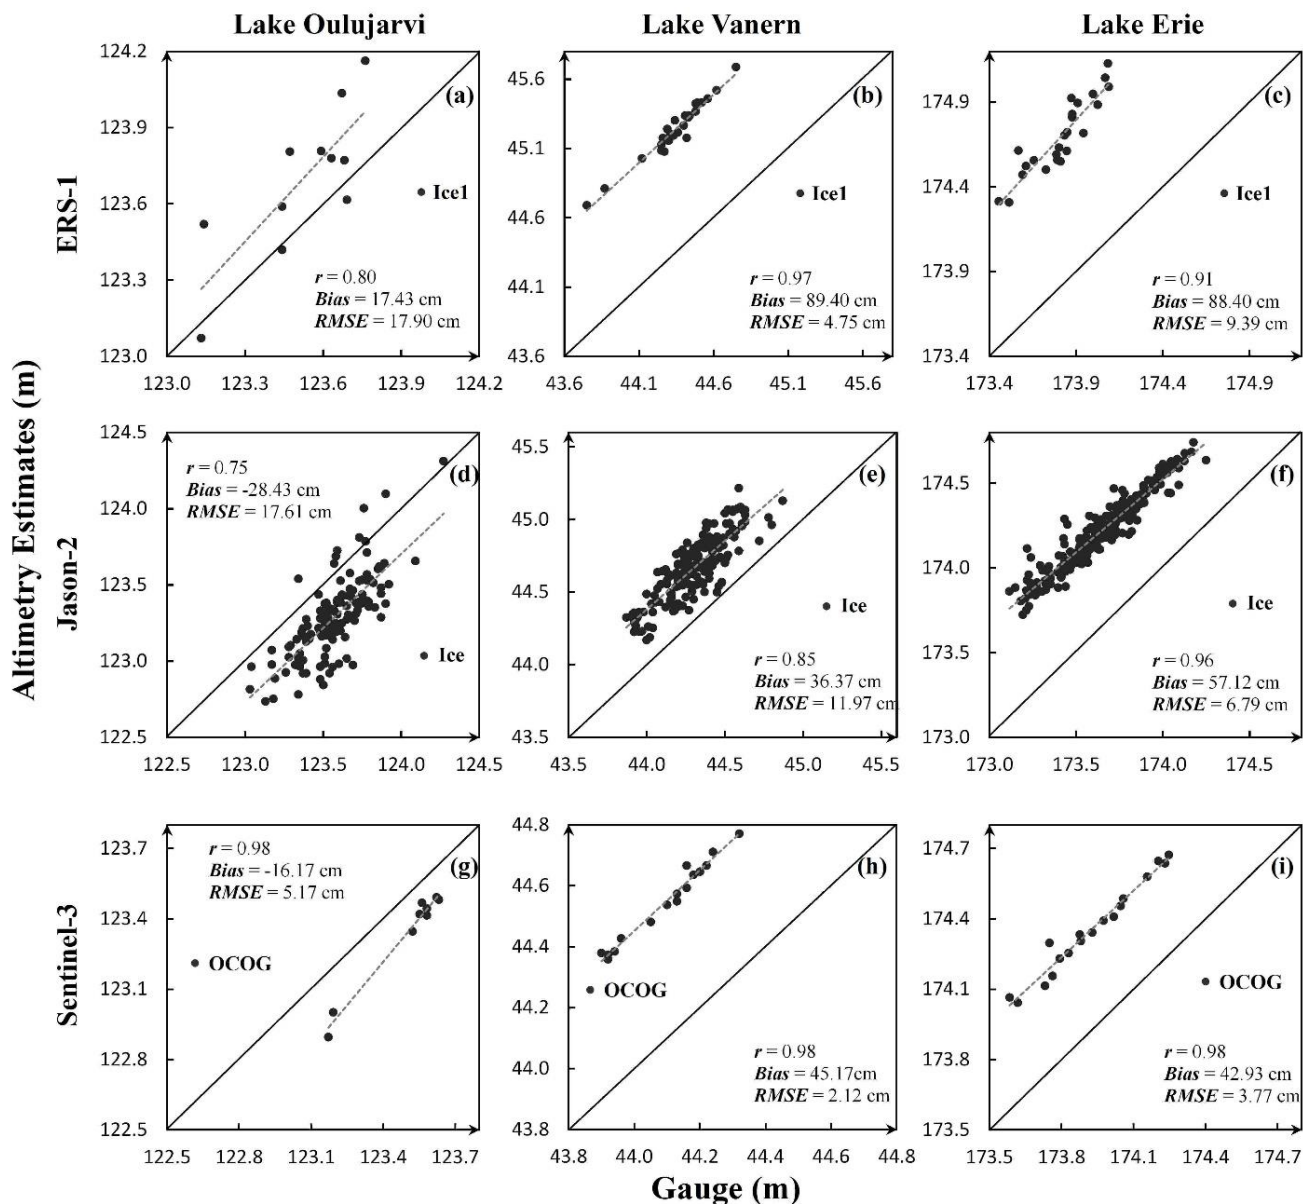 Lake Oulujarvi
Lake Vanern
Lake Erie
Altimetry Estimates (m)
ERS-1
124.2
123.9
123.6
123.3
123.0
123.0 123.3 123.6 123.9 124.2
(a)
Ice1
r = 0.80
Bias = 17.43 cm
RMSE = 17.90 cm
45.6
45.1
44.6
44.1
43.6
43.6 44.1 44.6 45.1 45.6
(b)
Ice1
r = 0.97
Bias = 89.40 cm
RMSE = 4.75 cm
174.9
174.4
173.9
173.4
173.4 173.9 174.4 174.9
(c)
Ice1
r = 0.91
Bias = 88.40 cm
RMSE = 9.39 cm
Jason-2
124.5
124.0
123.5
123.0
122.5
122.5 123.0 123.5 124.0 124.5
r = 0.75
Bias = -28.43 cm
RMSE = 17.61 cm
(d)
Ice
45.5
45.0
44.5
44.0
43.5
43.5 44.0 44.5 45.0 45.5
(e)
Ice
r = 0.85
Bias = 36.37 cm
RMSE = 11.97 cm
174.5
174.0
173.5
173.0
173.0 173.5 174.0 174.5
(f)
Ice
r = 0.96
Bias = 57.12 cm
RMSE = 6.79 cm
Sentinel-3
123.7
123.4
123.1
122.8
122.5
122.5 122.8 123.1 123.4 123.7
r = 0.98
Bias = -16.17 cm
RMSE = 5.17 cm
(g)
OCOG
44.8
44.6
44.4
44.2
44.0
43.8
43.8 44.0 44.2 44.4 44.6 44.8
(h)
OCOG
r = 0.98
Bias = 45.17cm
RMSE = 2.12 cm
174.7
174.4
174.1
173.8
173.5
173.5 173.8 174.1 174.4 174.7
(i)
OCOG
r = 0.98
Bias = 42.93 cm
RMSE = 3.77 cm
Gauge (m)